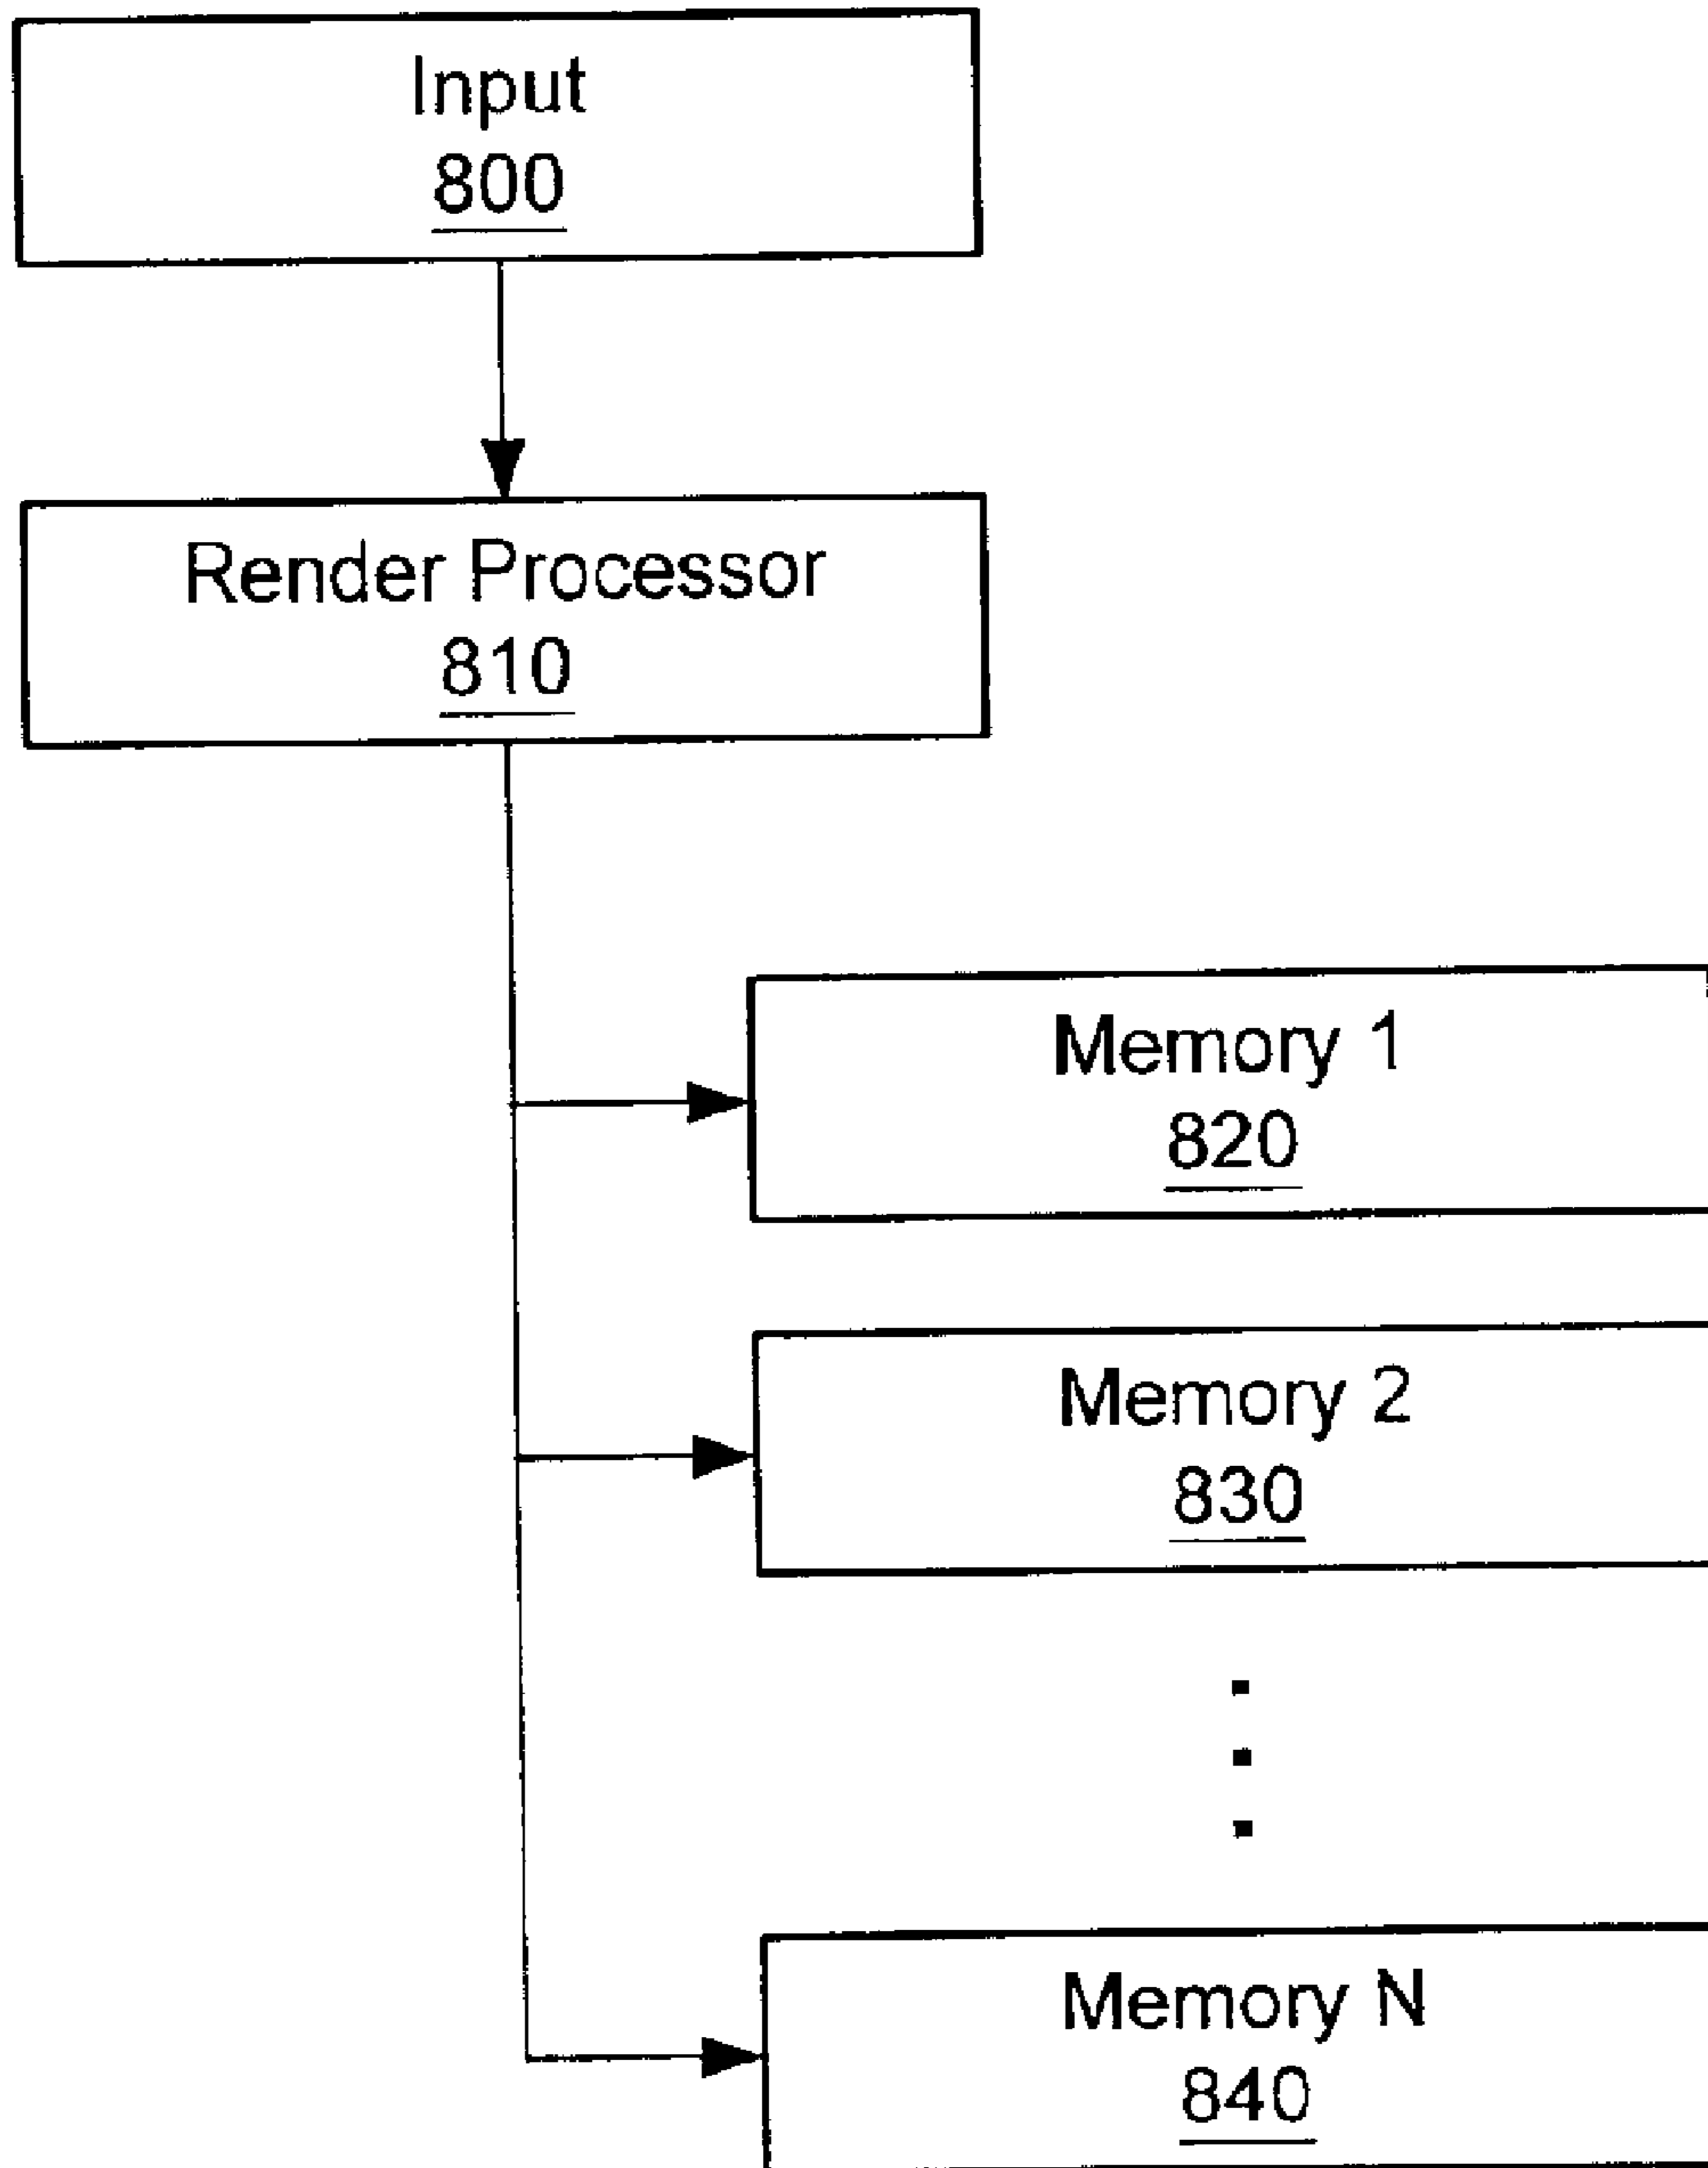 Input
800
Render Processor
810
Memory 1
820
Memory 2
830
Memory N
840